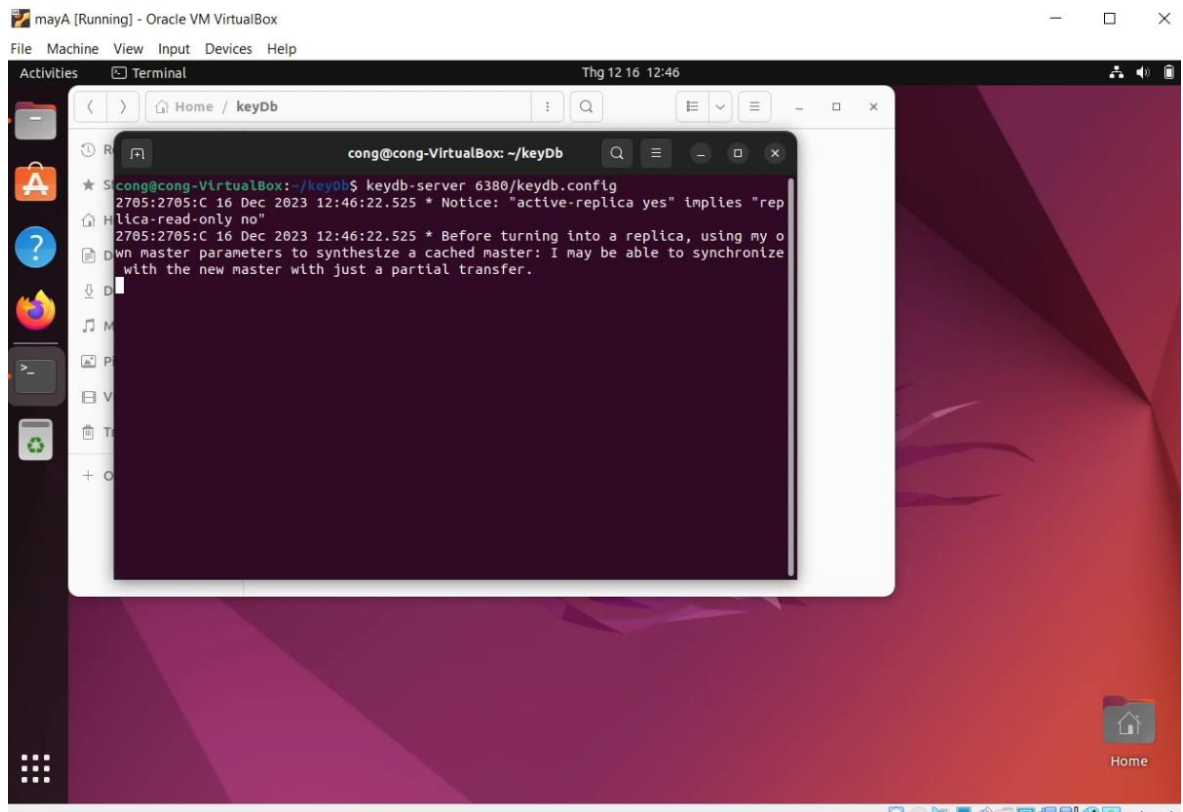 mayA [Running] - Oracle VM VirtualBox
File Machine View Input Devices Help
Activities Terminal Thg 12 16 12:46
Home / keyDb
cong@cong-VirtualBox: ~/keyDb
cong@cong-VirtualBox:~/keyDb$ keydb-server 6380/keydb.config
2705:2705:C 16 Dec 2023 12:46:22.525 * Notice: "active-replica yes" implies "rep
lica-read-only no"
2705:2705:C 16 Dec 2023 12:46:22.525 * Before turning into a replica, using my o
wn master parameters to synthesize a cached master: I may be able to synchronize
with the new master with just a partial transfer.
Home